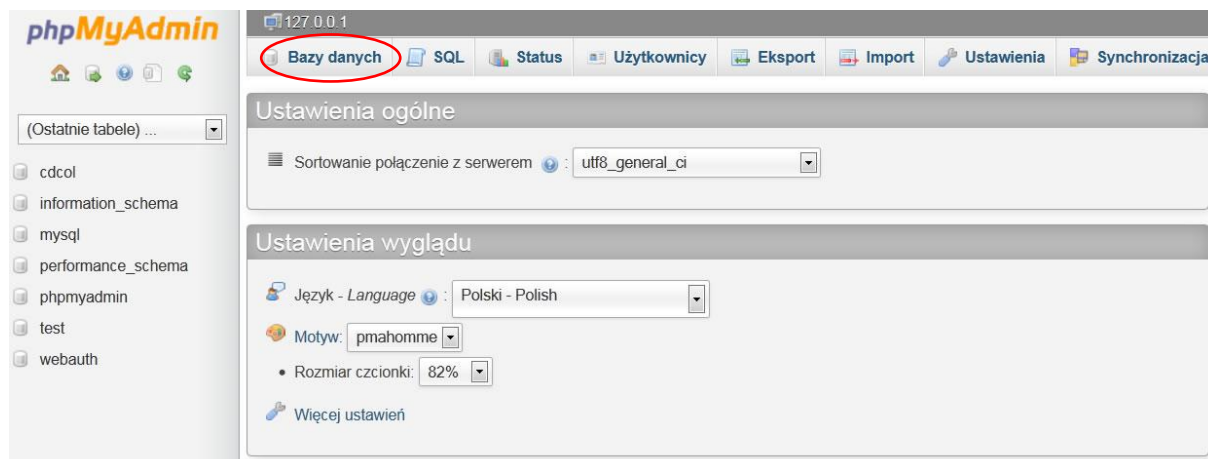 phpMyAdmin
(Ostatnie tabele) ...
cdcol
information_schema
mysql
performance_schema
phpmyadmin
test
webauth
127.0.0.1
Bazy danych SQL Status Użytkownicy Eksport Import Ustawienia Synchronizacja
Ustawienia ogólne
Sortowanie połączenie z serwerem : utf8_general_ci
Ustawienia wyglądu
Język - Language : Polski - Polish
Motyw: pmahomme
• Rozmiar czcionki: 82%
Więcej ustawień